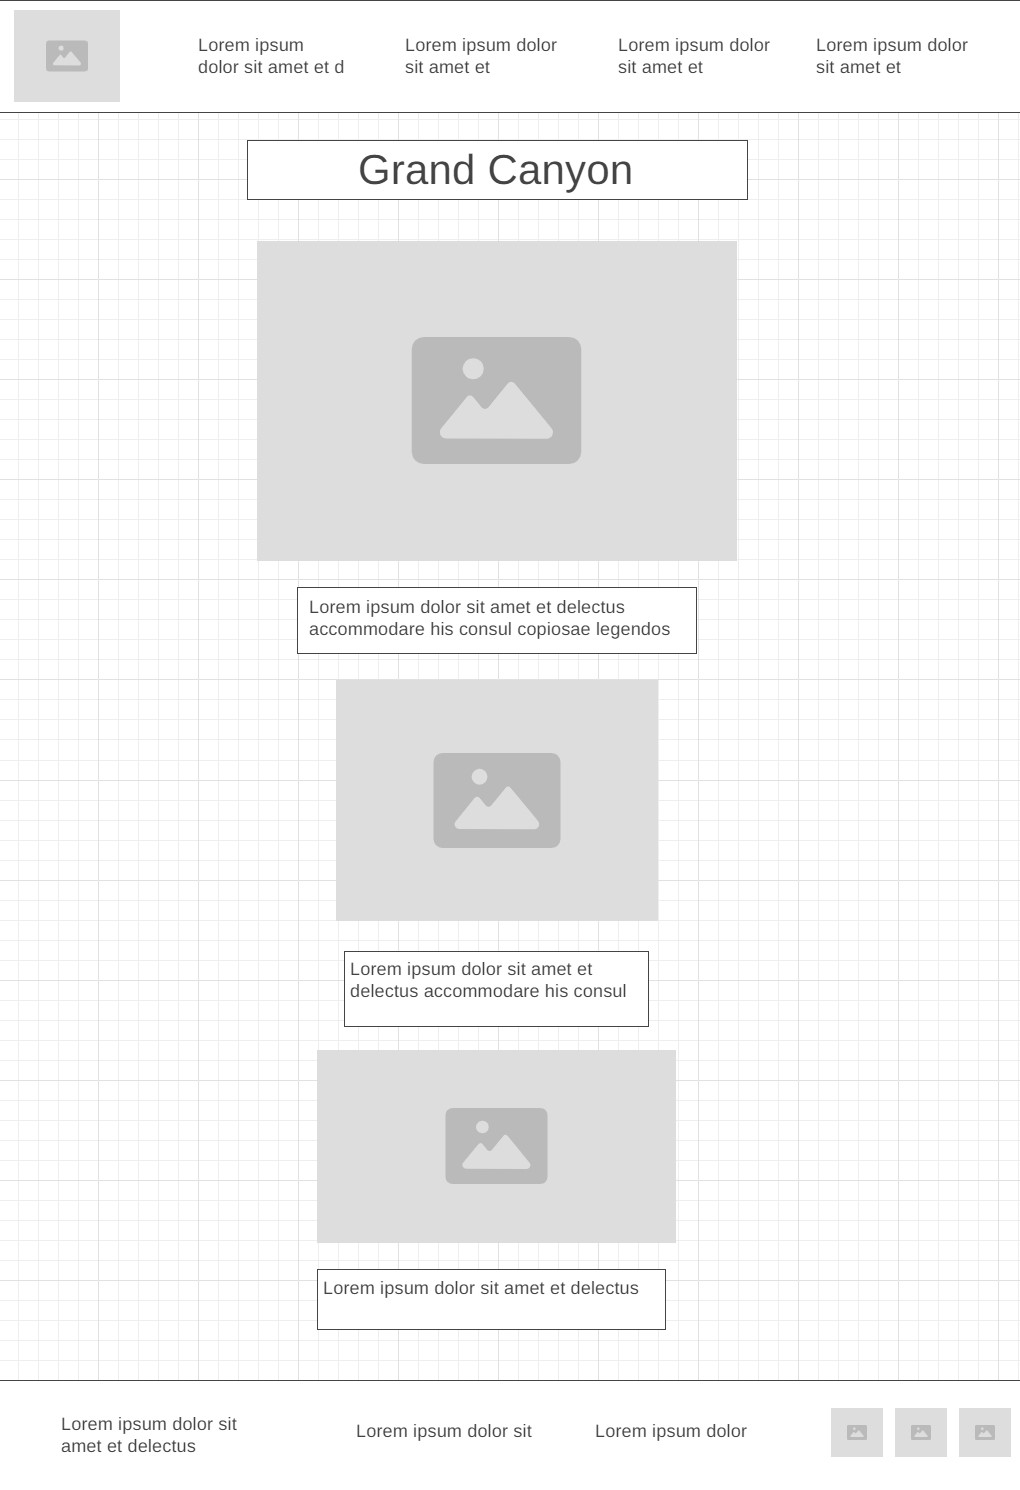 Lorem ipsum
dolor sit amet et d
Lorem ipsum dolor
sit amet et
Lorem ipsum dolor
sit amet et
Lorem ipsum dolor
sit amet et
Grand Canyon
Lorem ipsum dolor sit amet et delectus
accommodare his consul copiosae legendos
Lorem ipsum dolor sit amet et
delectus accommodare his consul
Lorem ipsum dolor sit amet et delectus
Lorem ipsum dolor sit
amet et delectus
Lorem ipsum dolor sit
Lorem ipsum dolor